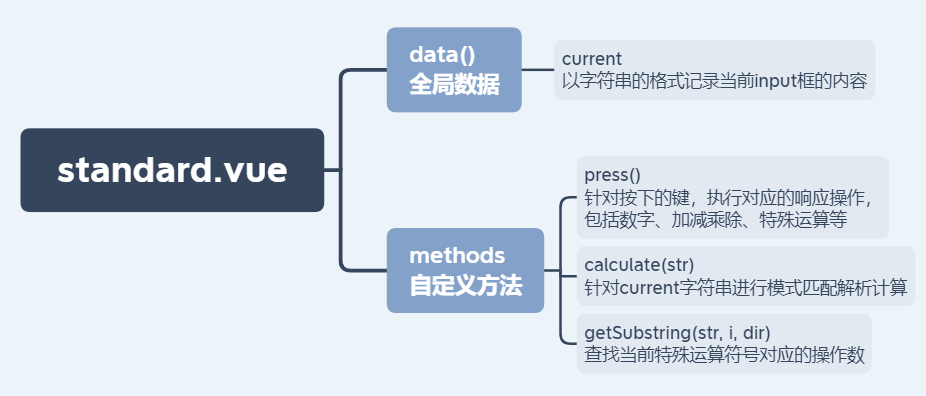 standard.vue
data()
全局数据
current
以字符串的格式记录当前input框的内容
methods
自定义方法
press()
针对按下的键，执行对应的响应操作，
包括数字、加减乘除、特殊运算等
calculate(str)
针对current字符串进行模式匹配解析计算
getSubstring(str, i, dir)
查找当前特殊运算符号对应的操作数